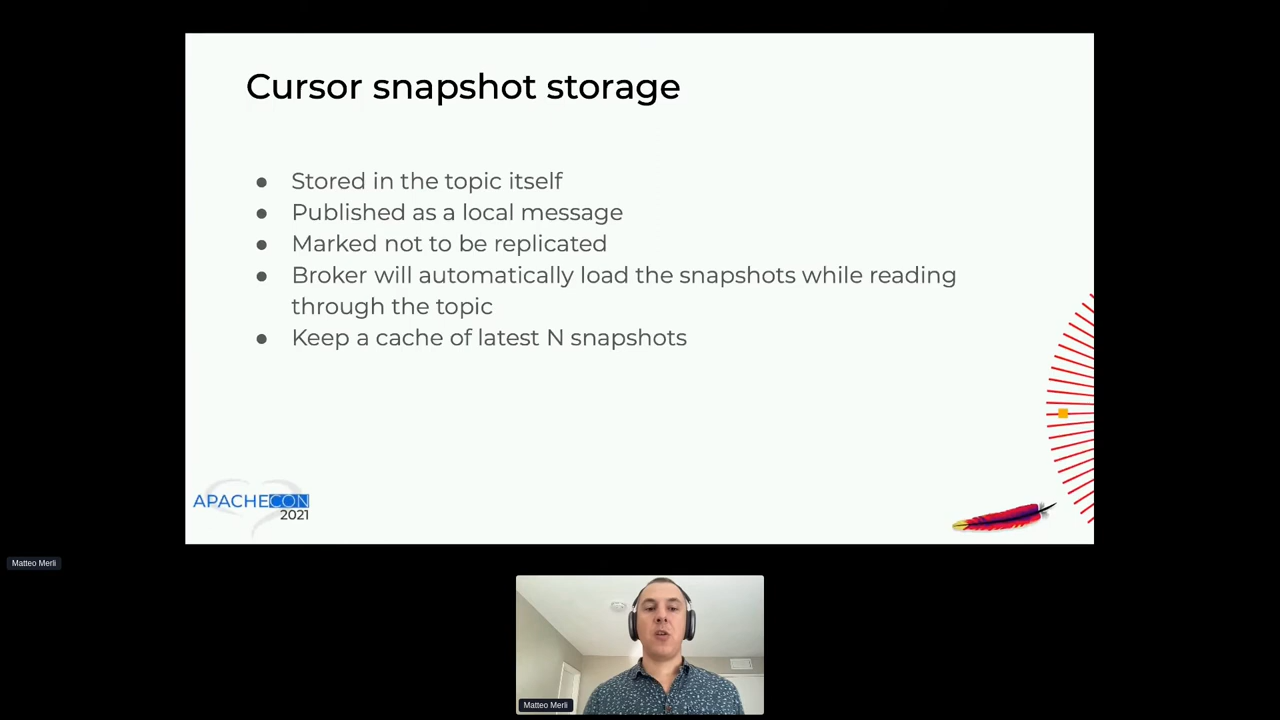 Cursor snapshot storage
● Stored in the topic itself
● Published as a local message
● Marked not to be replicated
● Broker will automatically load the snapshots while reading
through the topic
● Keep a cache of latest N snapshots
APACHECON
2021
Matteo Merli
Matteo Merli